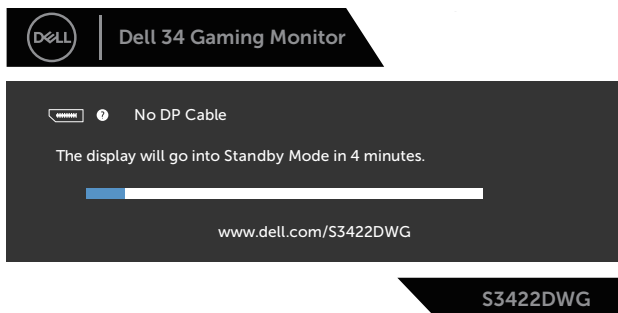 DELL
Dell 34 Gaming Monitor
? No DP Cable
The display will go into Standby Mode in 4 minutes.
www.dell.com/S3422DWG
S3422DWG